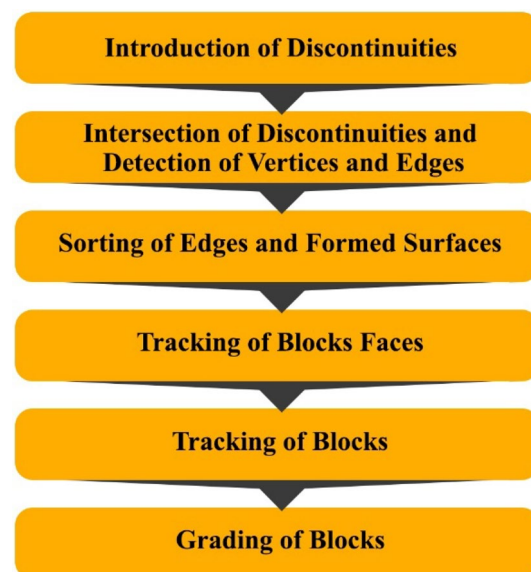 Introduction of Discontinuities
Intersection of Discontinuities and
Detection of Vertices and Edges
Sorting of Edges and Formed Surfaces
Tracking of Blocks Faces
Tracking of Blocks
Grading of Blocks